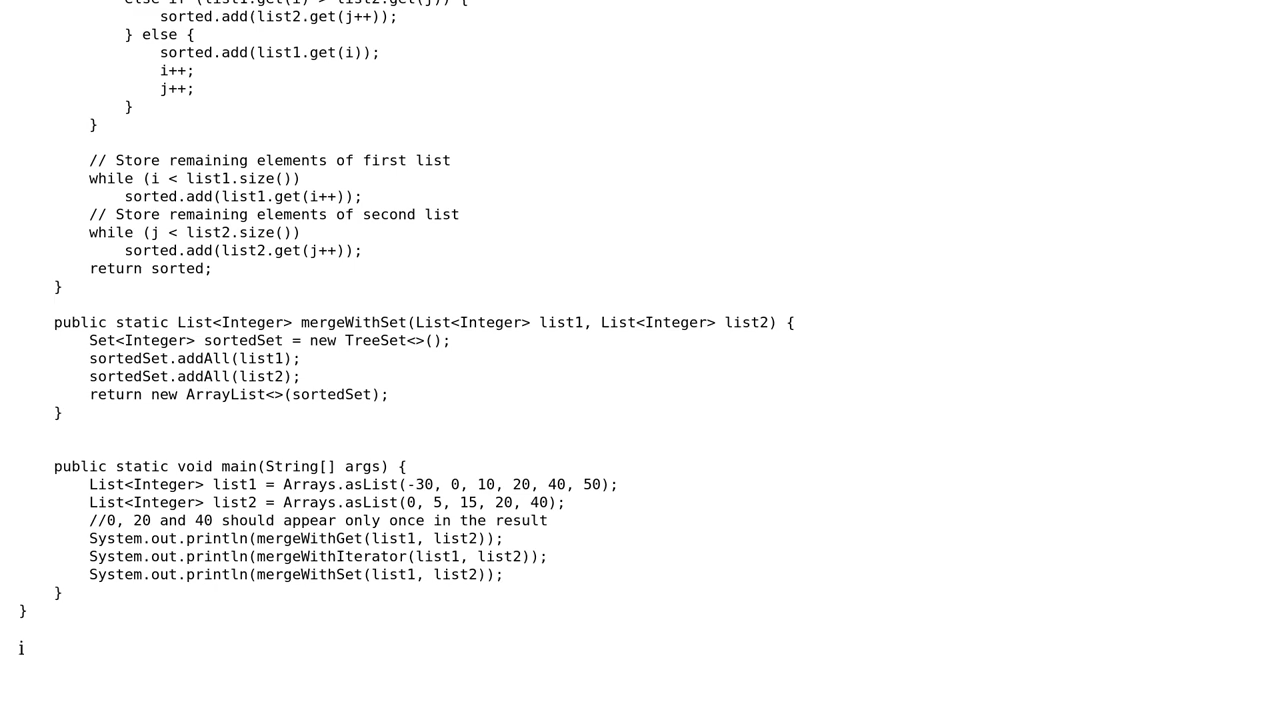 else if (list1.get(i) > list2.get(j)) {
sorted.add(list2.get(j++));
} else {
sorted.add(list1.get(i));
i++;
j++;
}
}
// Store remaining elements of first list
while (i < list1.size())
sorted.add(list1.get(i++));
// Store remaining elements of second list
while (j < list2.size())
sorted.add(list2.get(j++));
return sorted;
}
public static List<Integer> mergeWithSet(List<Integer> list1, List<Integer> list2) {
Set<Integer> sortedSet = new TreeSet<>();
sortedSet.addAll(list1);
sortedSet.addAll(list2);
return new ArrayList<>(sortedSet);
}
public static void main(String[] args) {
List<Integer> list1 = Arrays.asList(-30, 0, 10, 20, 40, 50);
List<Integer> list2 = Arrays.asList(0, 5, 15, 20, 40);
//0, 20 and 40 should appear only once in the result
System.out.println(mergeWithGet(list1, list2));
System.out.println(mergeWithIterator(list1, list2));
System.out.println(mergeWithSet(list1, list2));
}
}
i